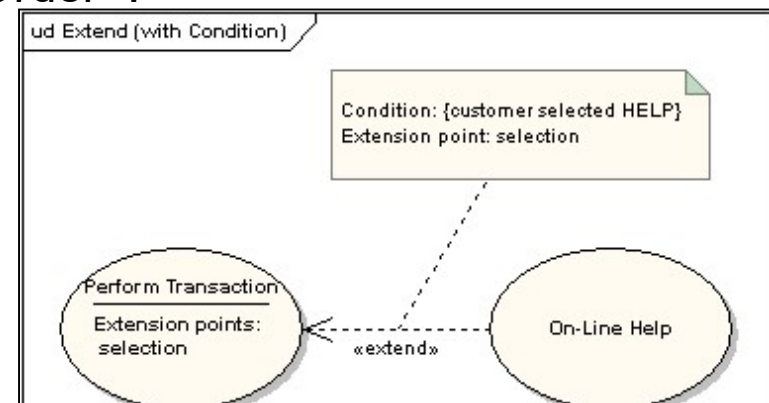 ud Extend (with Condition)
Condition: {customer selected HELP}
Extension point: selection
Perform Transaction
Extension points:
selection
«extend»
On-Line Help